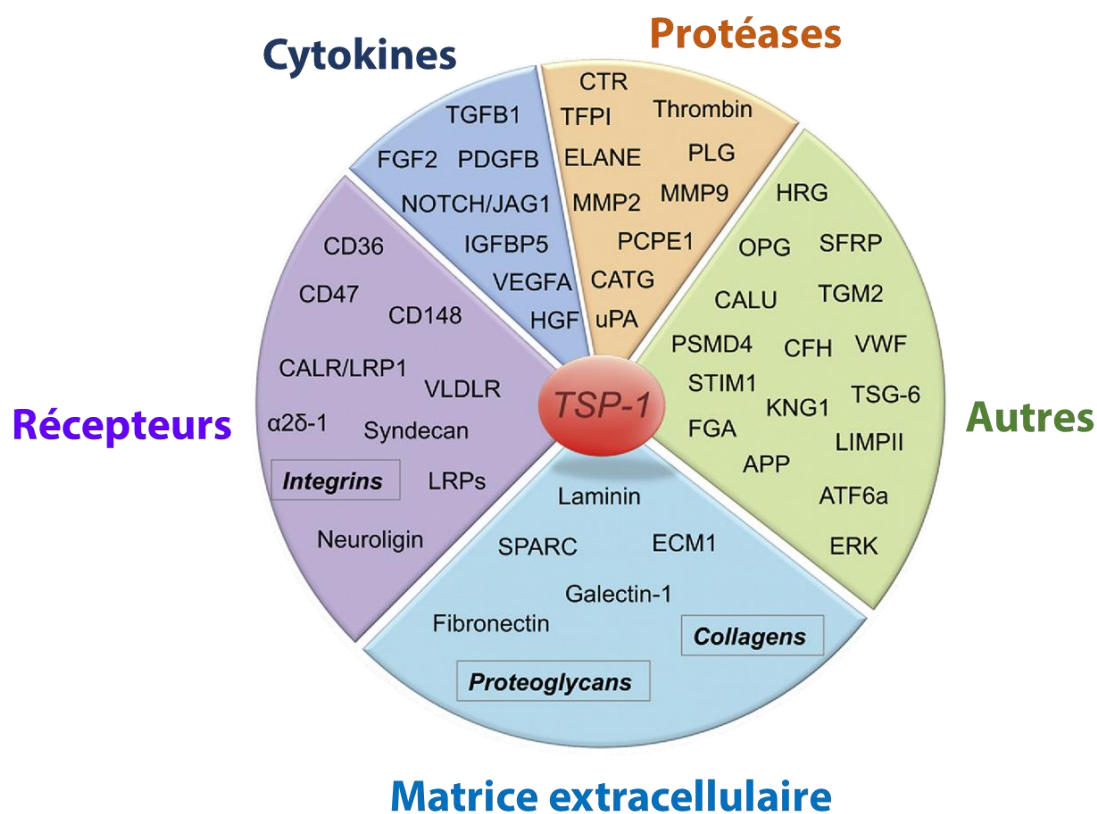 Cytokines
TGFB1
FGF2 PDGFB
NOTCH/JAG1
IGFBP5
VEGFA
HGF
Protéases
CTR
TFPI Thrombin
ELANE PLG
MMP2 MMP9
PCPE1
CATG
uPA
Autres
HRG
OPG SFRP
CALU TGM2
PSMD4 CFH VWF
STIM1 KNG1 TSG-6
FGA LIMPII
APP
ATF6a
ERK
Récepteurs
CD36
CD47
CD148
CALR/LRP1
VLDLR
α2δ-1 Syndecan
Integrins LRPs
Neuroligin
TSP-1
Laminin
SPARC ECM1
Galectin-1
Fibronectin
Collagens
Proteoglycans
Matrice extracellulaire